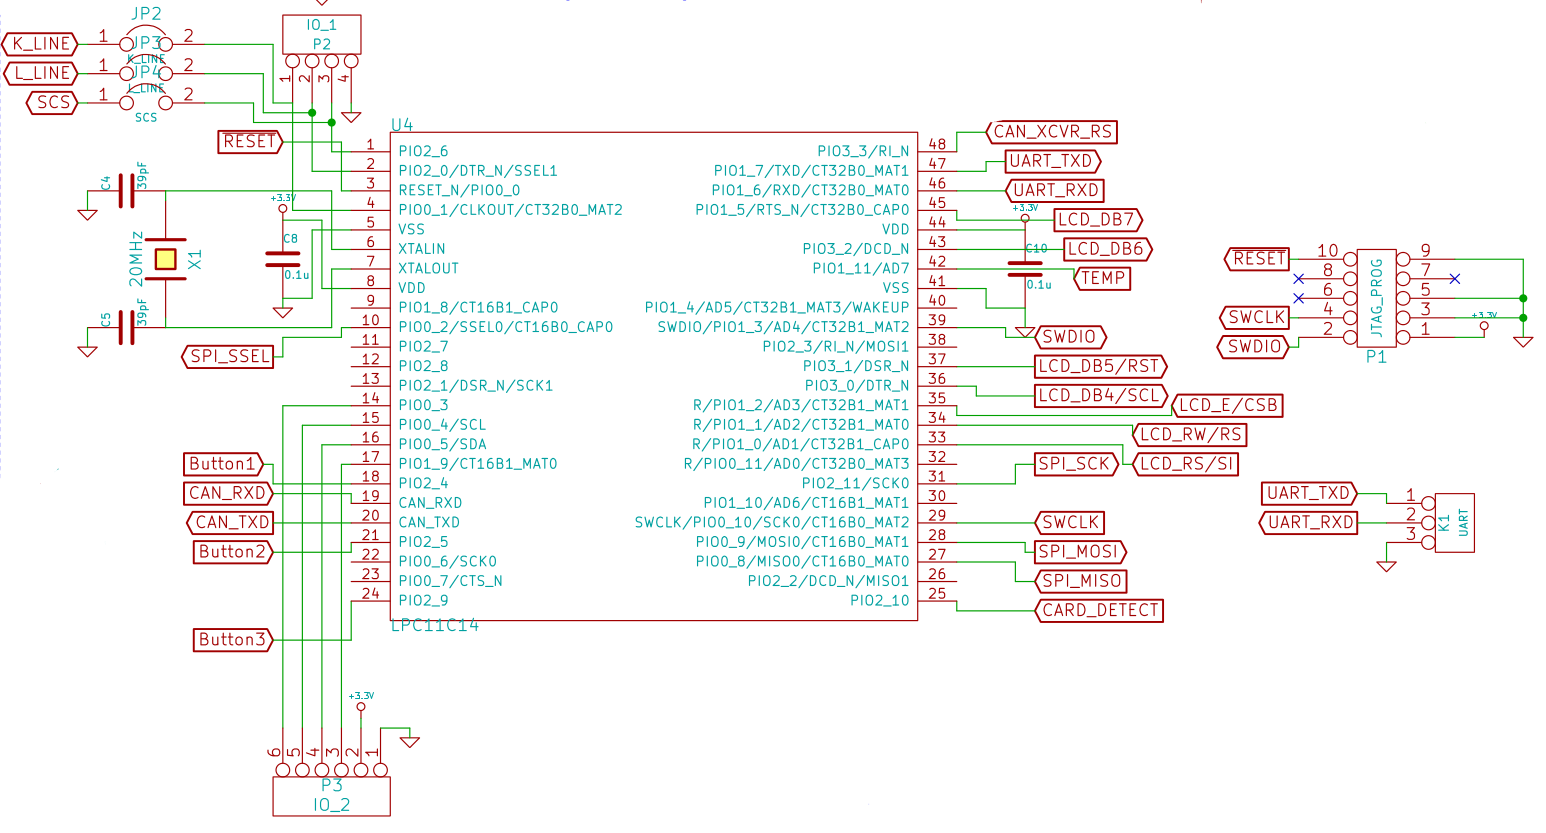 JP2
K_LINE 1 2
JP3
K_LINE
L_LINE 1 2
JP4
L_LINE
SCS 1 2
SCS
IO_1
P2
1 2 3 4
RESET
C4 39pF
20MHz X1
C5 39pF
+3.3V
C8
0.1u
SPI_SSEL
Button1
CAN_RXD
CAN_TXD
Button2
Button3
U4
1 PIO2_6
2 PIO2_0/DTR_N/SSEL1
3 RESET_N/PIO0_0
4 PIO0_1/CLKOUT/CT32B0_MAT2
5 VSS
6 XTALIN
7 XTALOUT
8 VDD
9 PIO1_8/CT16B1_CAP0
10 PIO0_2/SSEL0/CT16B0_CAP0
11 PIO2_7
12 PIO2_8
13 PIO2_1/DSR_N/SCK1
14 PIO0_3
15 PIO0_4/SCL
16 PIO0_5/SDA
17 PIO1_9/CT16B1_MAT0
18 PIO2_4
19 CAN_RXD
20 CAN_TXD
21 PIO2_5
22 PIO0_6/SCK0
23 PIO0_7/CTS_N
24 PIO2_9
LPC11C14
PIO3_3/RI_N 48
PIO1_7/TXD/CT32B0_MAT1 47
PIO1_6/RXD/CT32B0_MAT0 46
PIO1_5/RTS_N/CT32B0_CAP0 45
VDD 44
PIO3_2/DCD_N 43
PIO1_11/AD7 42
VSS 41
PIO1_4/AD5/CT32B1_MAT3/WAKEUP 40
SWDIO/PIO1_3/AD4/CT32B1_MAT2 39
PIO2_3/RI_N/MOSI1 38
PIO3_1/DSR_N 37
PIO3_0/DTR_N 36
R/PIO1_2/AD3/CT32B1_MAT1 35
R/PIO1_1/AD2/CT32B1_MAT0 34
R/PIO1_0/AD1/CT32B1_CAP0 33
R/PIO0_11/AD0/CT32B0_MAT3 32
PIO2_11/SCK0 31
PIO1_10/AD6/CT16B1_MAT1 30
SWCLK/PIO0_10/SCK0/CT16B0_MAT2 29
PIO0_9/MOSI0/CT16B0_MAT1 28
PIO0_8/MISO0/CT16B0_MAT0 27
PIO2_2/DCD_N/MISO1 26
PIO2_10 25
CAN_XCVR_RS
UART_TXD
UART_RXD
+3.3V
LCD_DB7
C10
LCD_DB6
TEMP
0.1u
SWDIO
LCD_DB5/RST
LCD_DB4/SCL
LCD_E/CSB
LCD_RW/RS
SPI_SCK
LCD_RS/SI
SWCLK
SPI_MOSI
SPI_MISO
CARD_DETECT
RESET 10 9
8 7
6 5
SWCLK 4 3
+3.3V
SWDIO 2 1
JTAG_PROG
P1
UART_TXD 1
UART_RXD 2
3
K1
UART
+3.3V
6 5 4 3 2 1
P3
IO_2